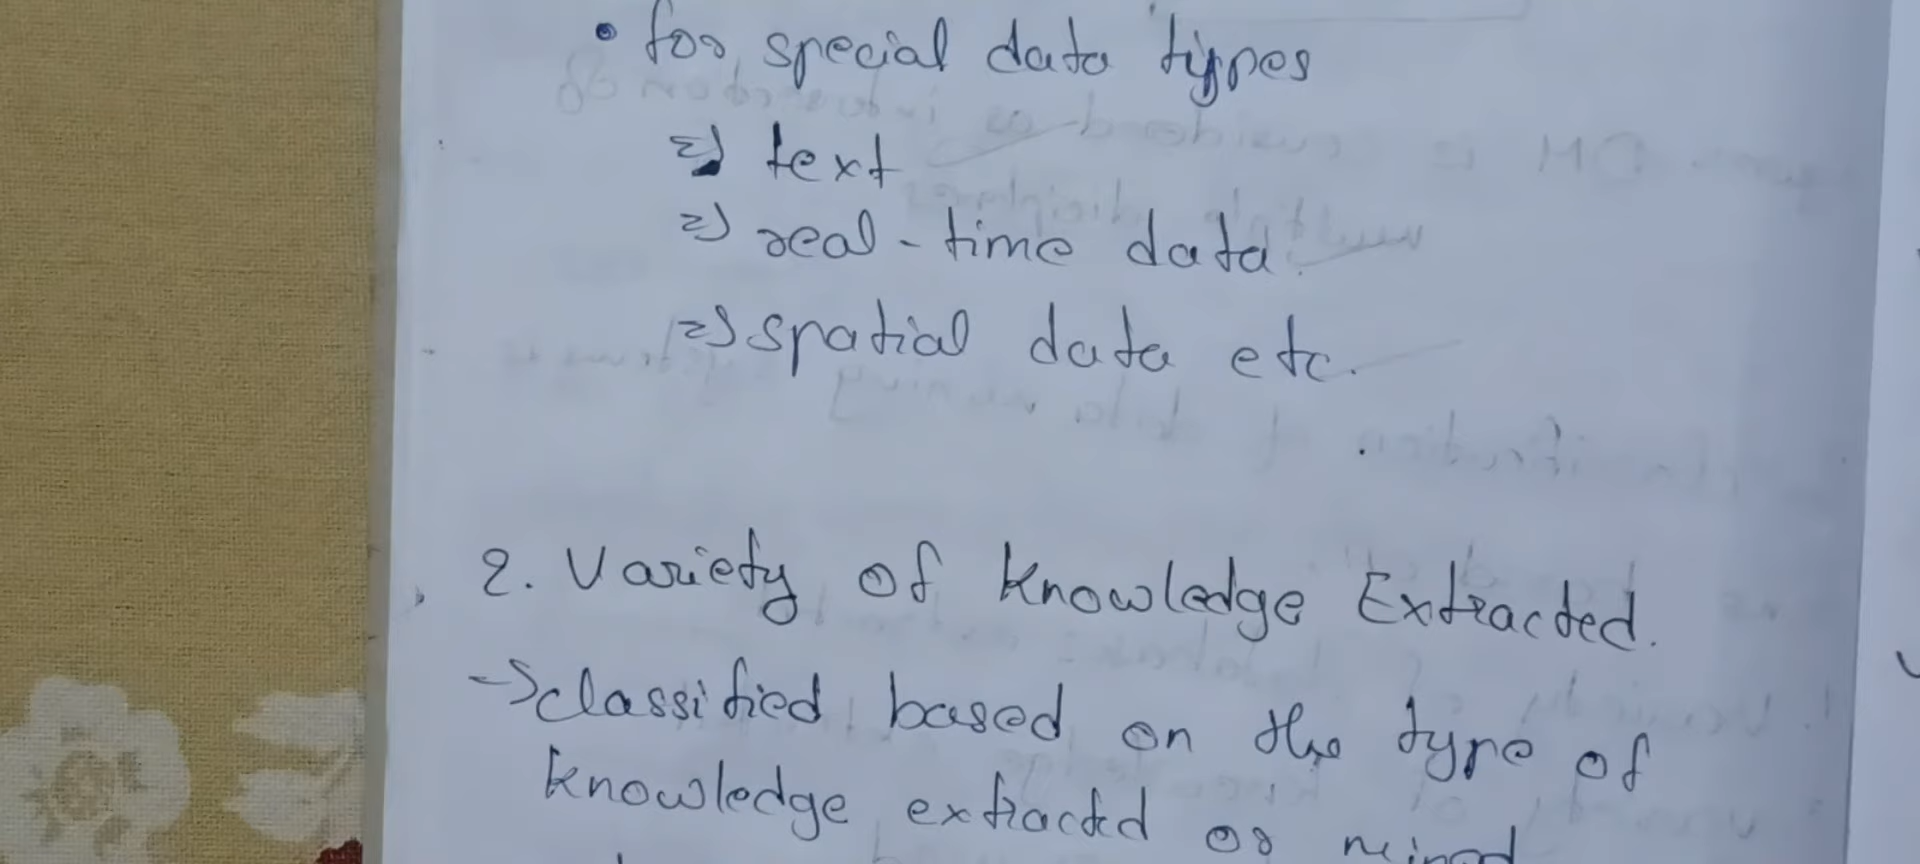 • for special data types
=> text
=> real-time data
=> spatial data etc.
2. Variety of Knowledge Extracted.
-> classified based on the type of
knowledge extracted or mined